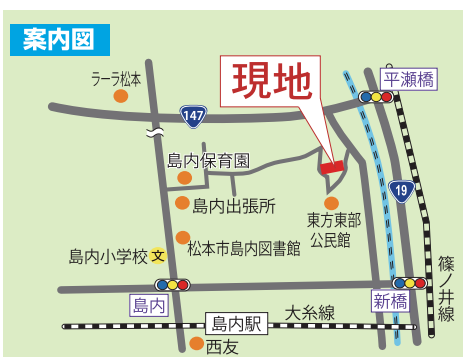 案内図
ラーラ松本
現地
平瀬橋
147
島内保育園
19
島内出張所
東方東部
公民館
島内小学校
文
松本市島内図書館
篠ノ井線
島内
新橋
大糸線
島内駅
西友